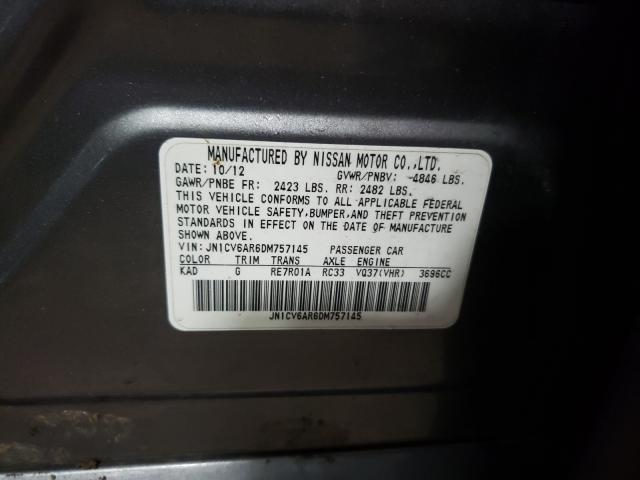 MANUFACTURED BY NISSAN MOTOR CO.,LTD.
DATE: 10/12 GVWR/PNBV: 4846 LBS.
GAWR/PNBE FR: 2423 LBS. RR: 2482 LBS.
THIS VEHICLE CONFORMS TO ALL APPLICABLE FEDERAL
MOTOR VEHICLE SAFETY,BUMPER,AND THEFT PREVENTION
STANDARDS IN EFFECT ON THE DATE OF MANUFACTURE
SHOWN ABOVE.
VIN: JN1CV6AR6DM757145 PASSENGER CAR
COLOR TRIM TRANS AXLE ENGINE
KAD G RE7R01A RC33 VQ37(VHR) 3696CC
JN1CV6AR6DM757145